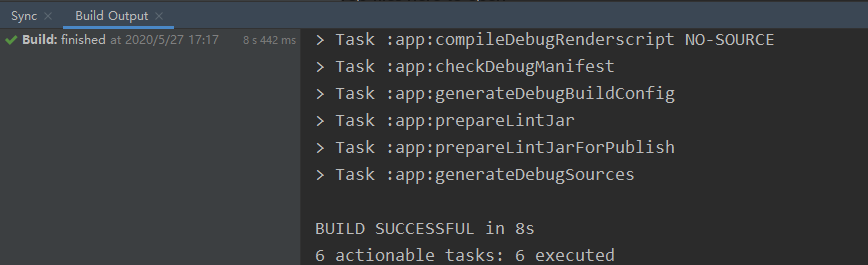 Sync × Build Output ×
Build: finished at 2020/5/27 17:17 8 s 442 ms
> Task :app:compileDebugRenderscript NO-SOURCE
> Task :app:checkDebugManifest
> Task :app:generateDebugBuildConfig
> Task :app:prepareLintJar
> Task :app:prepareLintJarForPublish
> Task :app:generateDebugSources
BUILD SUCCESSFUL in 8s
6 actionable tasks: 6 executed